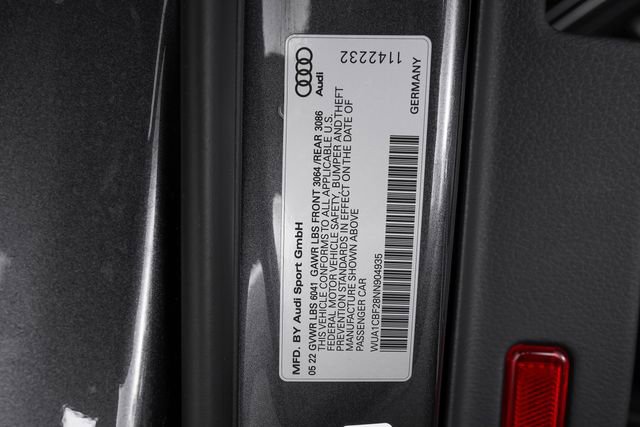 1142232
Audi
GERMANY
MFD. BY Audi Sport GmbH
05 22 GVWR LBS 6041 GAWR LBS FRONT 3064 /REAR 3086
THIS VEHICLE CONFORMS TO ALL APPLICABLE U.S.
FEDERAL MOTOR VEHICLE SAFETY, BUMPER AND THEFT
PREVENTION STANDARDS IN EFFECT ON THE DATE OF
MANUFACTURE SHOWN ABOVE
PASSENGER CAR
WUA1CBF28NN904935